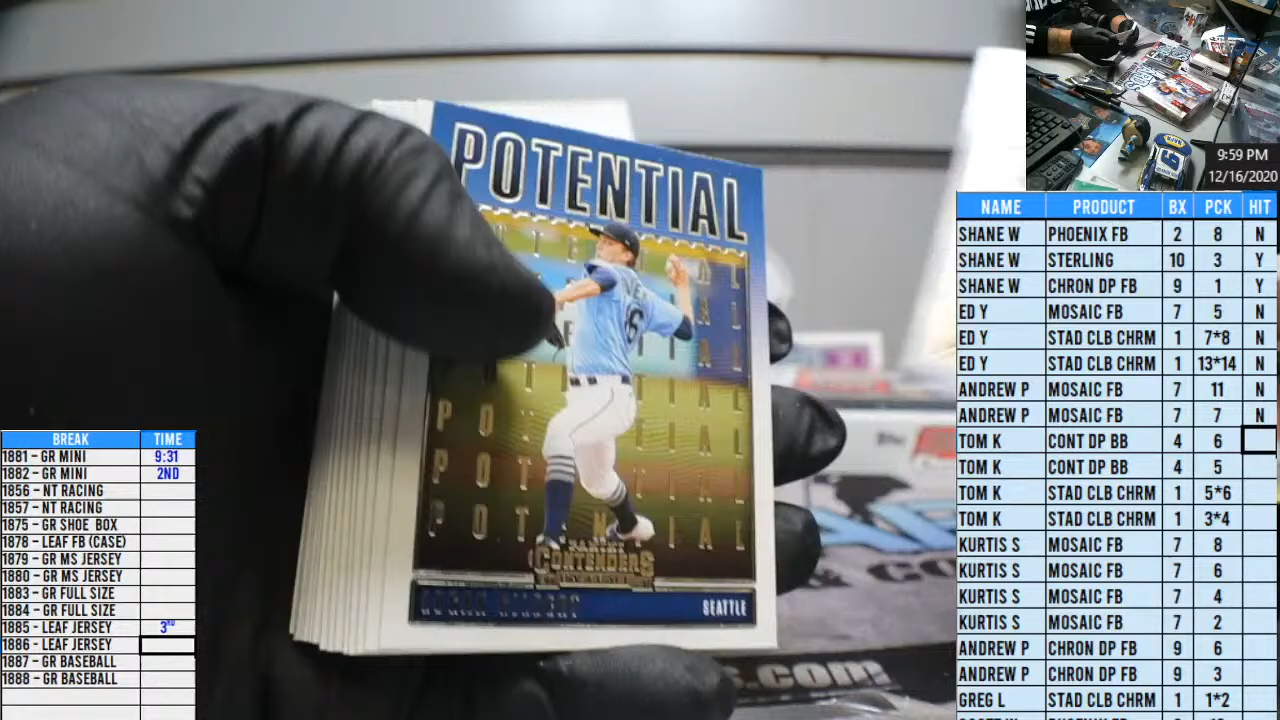 POTENTIAL
CONTENDERS
SEATTLE
.com
& CO
9:59 PM
12/16/2020
NAME PRODUCT BX PCK HIT
SHANE W PHOENIX FB 2 8 N
SHANE W STERLING 10 3 Y
SHANE W CHRON DP FB 9 1 Y
ED Y MOSAIC FB 7 5 N
ED Y STAD CLB CHRM 1 7*8 N
ED Y STAD CLB CHRM 1 13*14 N
ANDREW P MOSAIC FB 7 11 N
ANDREW P MOSAIC FB 7 7 N
TOM K CONT DP BB 4 6
TOM K CONT DP BB 4 5
TOM K STAD CLB CHRM 1 5*6
TOM K STAD CLB CHRM 1 3*4
KURTIS S MOSAIC FB 7 8
KURTIS S MOSAIC FB 7 6
KURTIS S MOSAIC FB 7 4
KURTIS S MOSAIC FB 7 2
ANDREW P CHRON DP FB 9 6
ANDREW P CHRON DP FB 9 3
GREG L STAD CLB CHRM 1 1*2
BREAK TIME
1881 – GR MINI 9:31
1882 – GR MINI 2ND
1856 – NT RACING
1857 – NT RACING
1875 – GR SHOE BOX
1878 – LEAF FB (CASE)
1879 – GR MS JERSEY
1880 – GR MS JERSEY
1883 – GR FULL SIZE
1884 – GR FULL SIZE
1885 – LEAF JERSEY 3RD
1886 – LEAF JERSEY
1887 – GR BASEBALL
1888 – GR BASEBALL